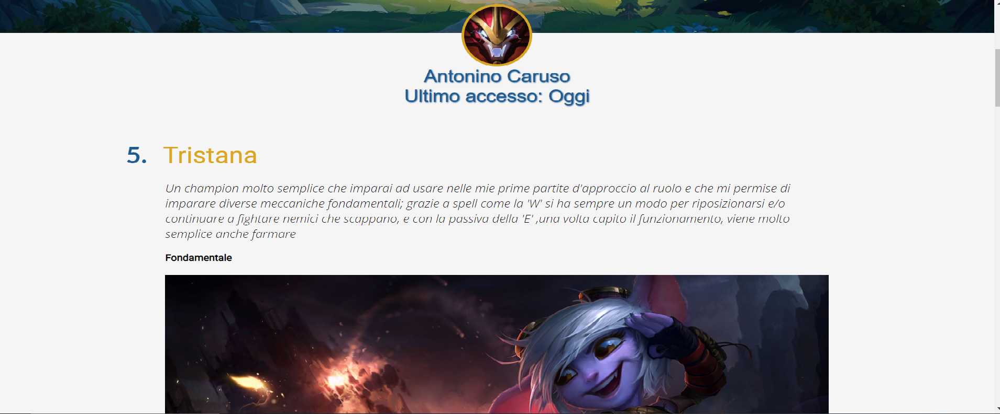 Antonino Caruso
Ultimo accesso: Oggi
5. Tristana
Un champion molto semplice che imparai ad usare nelle mie prime partite d'approccio al ruolo e che mi permise di
imparare diverse meccaniche fondamentali; grazie a spell come la 'W' si ha sempre un modo per riposizionarsi e/o
continuare a fightare nemici che scappano, e con la passiva della 'E' ,una volta capito il funzionamento, viene molto
semplice anche farmare
Fondamentale